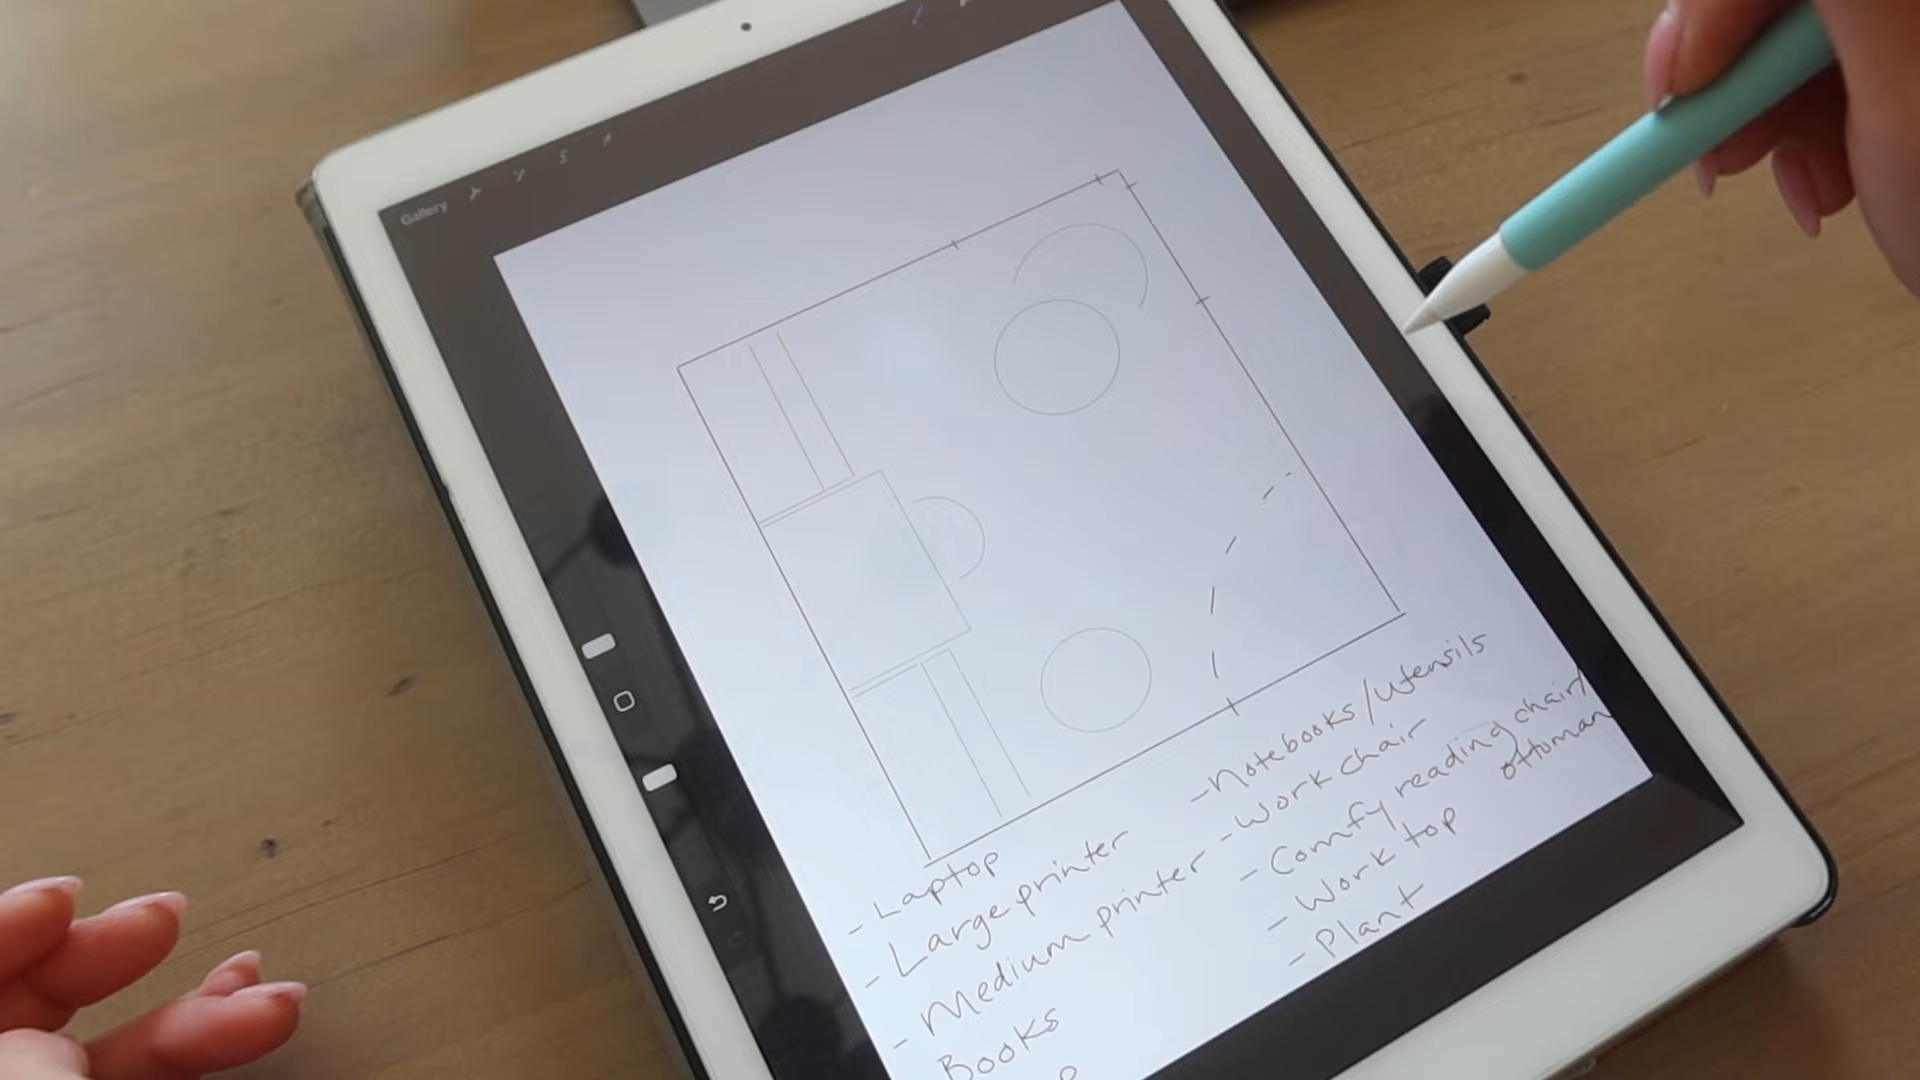 Gallery
- Laptop
- Large printer
- Medium printer
Books
- Notebooks/Utensils
- Work chair
- Comfy reading chair/
ottoman
- Work top
- Plant